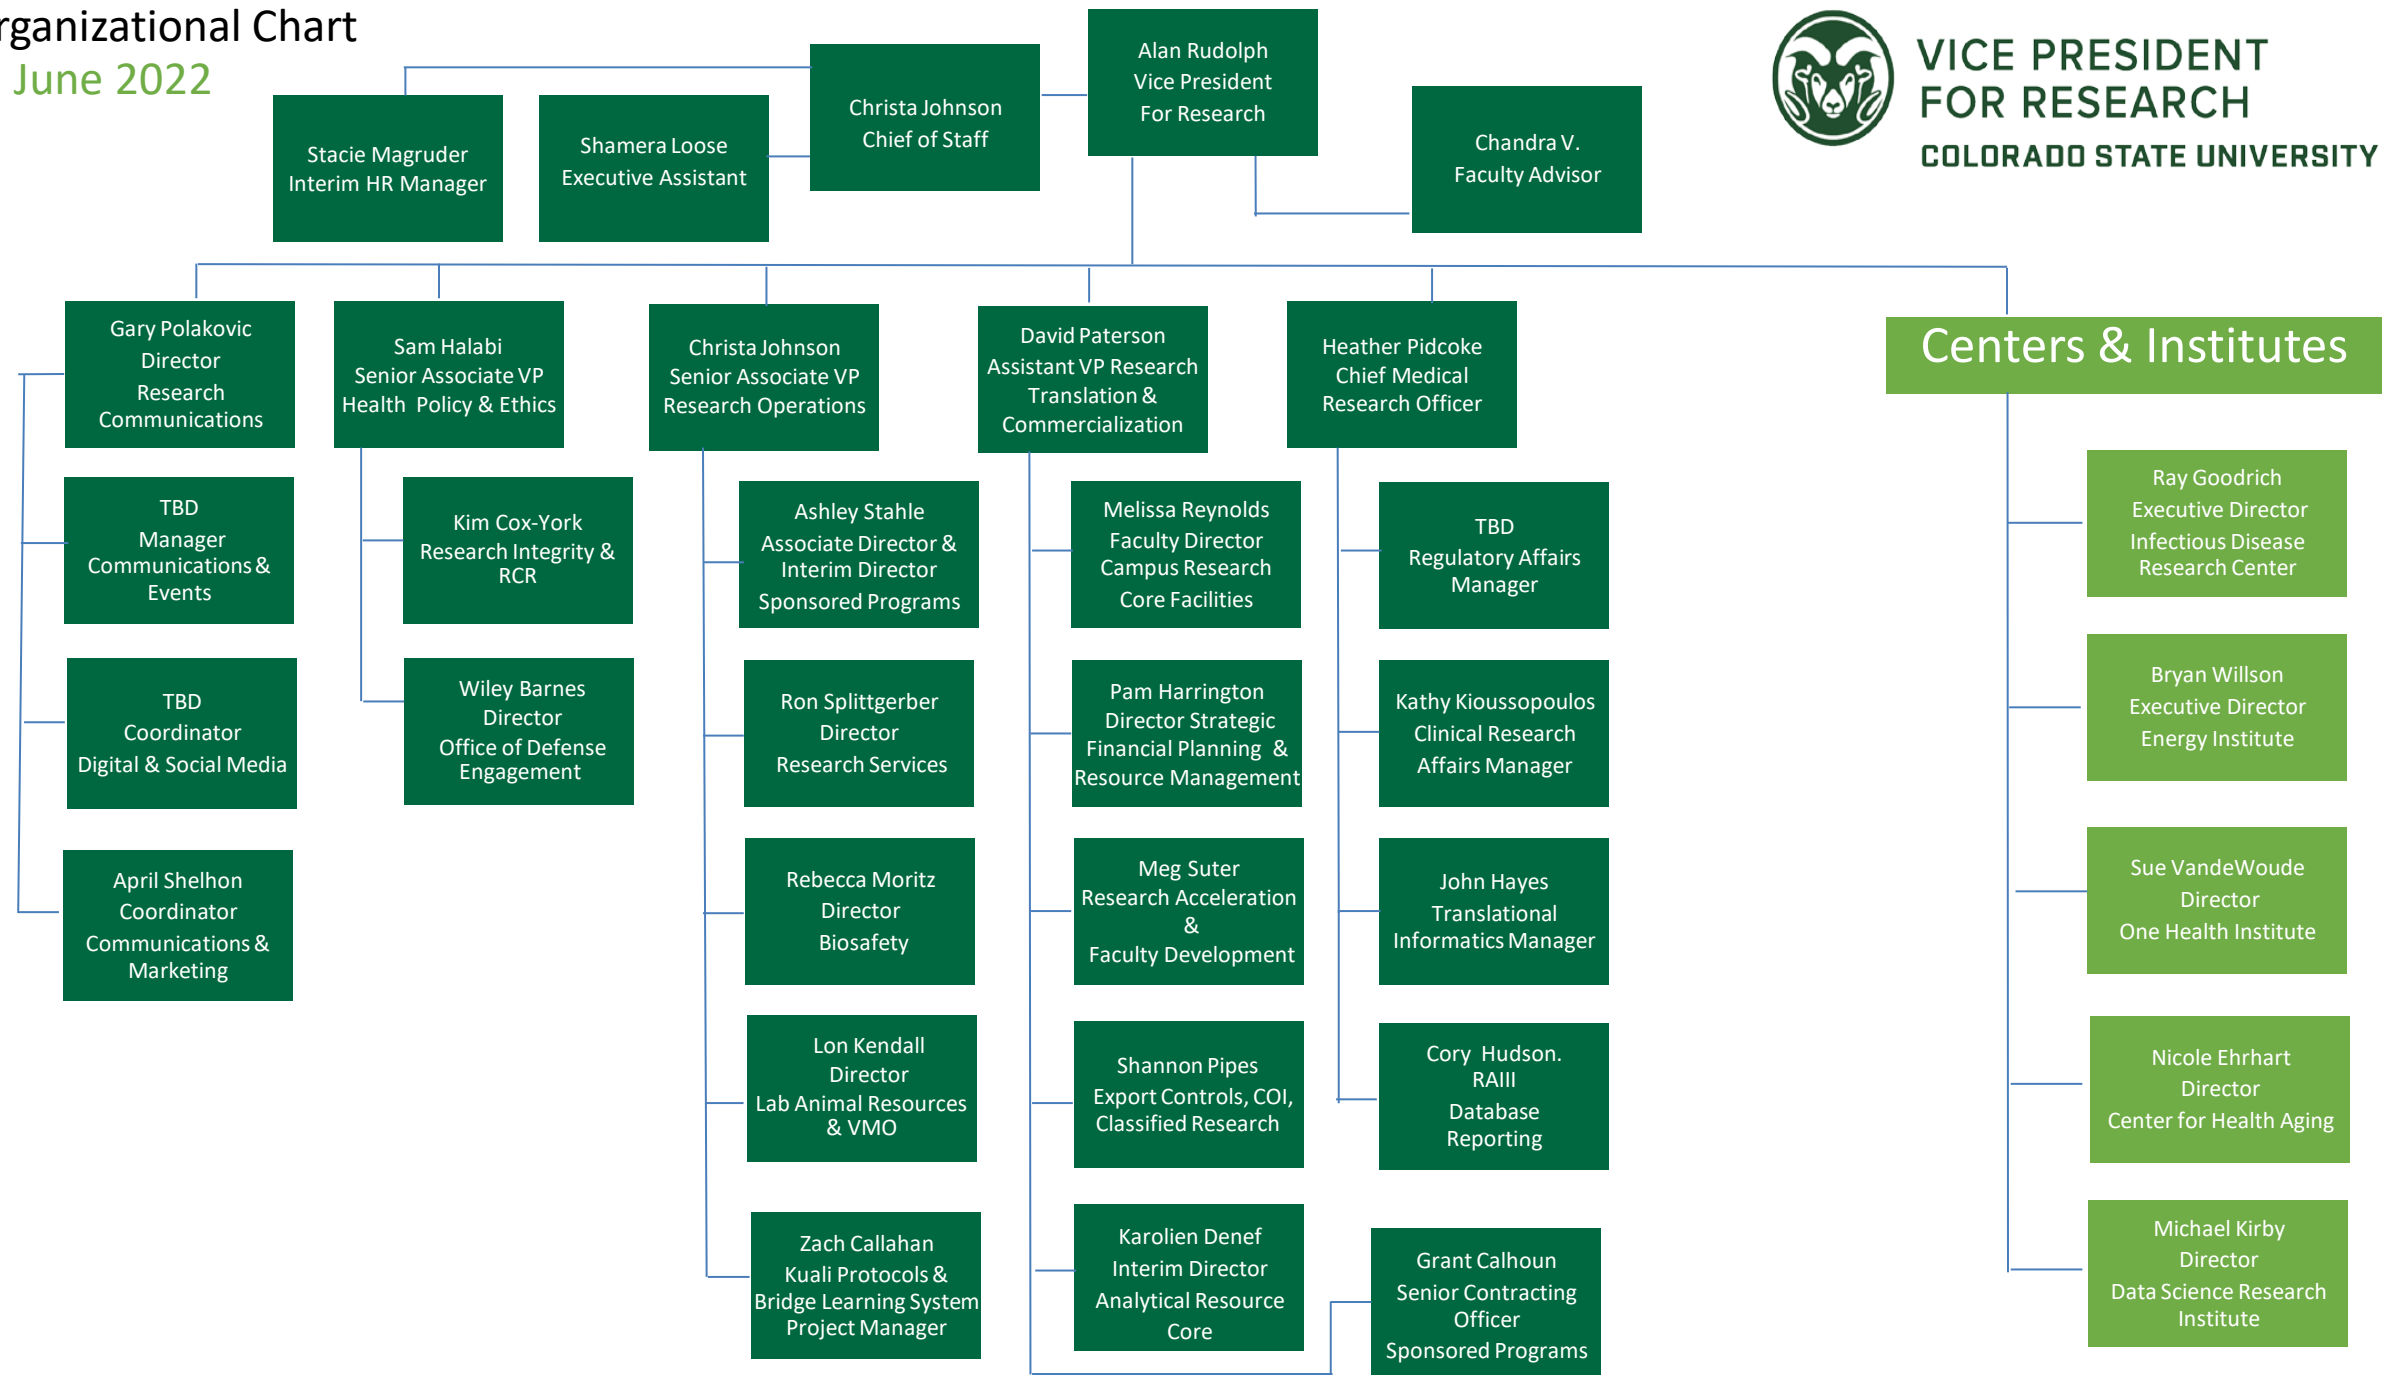 rganizational Chart
June 2022
Alan Rudolph
Vice President
For Research
Christa Johnson
Chief of Staff
Stacie Magruder
Interim HR Manager
Shamera Loose
Executive Assistant
Chandra V.
Faculty Advisor
VICE PRESIDENT
FOR RESEARCH
COLORADO STATE UNIVERSITY
Gary Polakovic
Director
Research
Communications
TBD
Manager
Communications &
Events
TBD
Coordinator
Digital & Social Media
April Shelhon
Coordinator
Communications &
Marketing
Sam Halabi
Senior Associate VP
Health Policy & Ethics
Kim Cox-York
Research Integrity &
RCR
Wiley Barnes
Director
Office of Defense
Engagement
Christa Johnson
Senior Associate VP
Research Operations
Ashley Stahle
Associate Director &
Interim Director
Sponsored Programs
Ron Splittgerber
Director
Research Services
Rebecca Moritz
Director
Biosafety
Lon Kendall
Director
Lab Animal Resources
& VMO
Zach Callahan
Kuali Protocols &
Bridge Learning System
Project Manager
David Paterson
Assistant VP Research
Translation &
Commercialization
Melissa Reynolds
Faculty Director
Campus Research
Core Facilities
Pam Harrington
Director Strategic
Financial Planning &
Resource Management
Meg Suter
Research Acceleration
&
Faculty Development
Shannon Pipes
Export Controls, COI,
Classified Research
Karolien Denef
Interim Director
Analytical Resource
Core
Grant Calhoun
Senior Contracting
Officer
Sponsored Programs
Heather Pidcoke
Chief Medical
Research Officer
TBD
Regulatory Affairs
Manager
Kathy Kioussopoulos
Clinical Research
Affairs Manager
John Hayes
Translational
Informatics Manager
Cory Hudson.
RAIII
Database
Reporting
Centers & Institutes
Ray Goodrich
Executive Director
Infectious Disease
Research Center
Bryan Willson
Executive Director
Energy Institute
Sue VandeWoude
Director
One Health Institute
Nicole Ehrhart
Director
Center for Health Aging
Michael Kirby
Director
Data Science Research
Institute